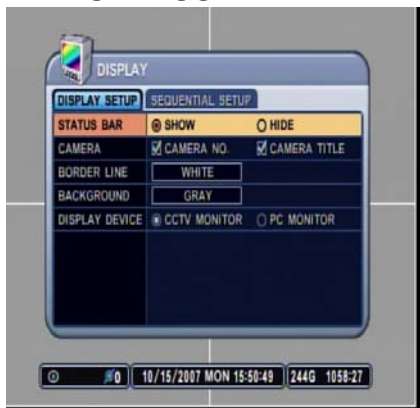 DISPLAY
DISPLAY SETUP SEQUENTIAL SETUP
STATUS BAR SHOW HIDE
CAMERA CAMERA NO. CAMERA TITLE
BORDER LINE WHITE
BACKGROUND GRAY
DISPLAY DEVICE CCTV MONITOR PC MONITOR
0 10/15/2007 MON 15:50:49 244G 1058:27